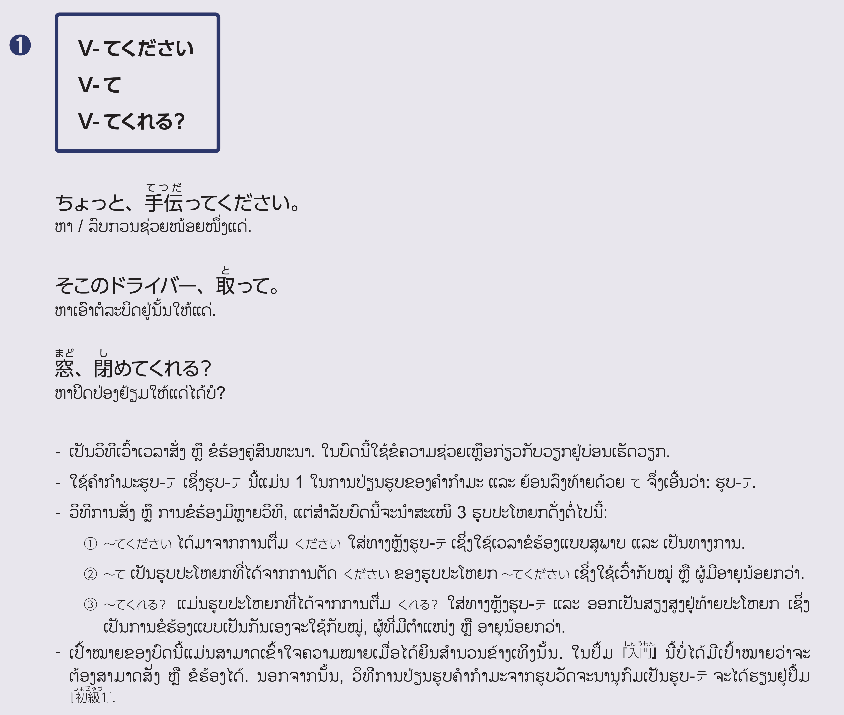 1
V-てください
V-て
V-てくれる?
てつだ
ちょっと、手伝ってください。
ຫາ / ລົບກວນຊ່ວຍໜ້ອຍໜຶ່ງແດ່.
と
そこのドライバー、取って。
ຫາເອົາຕໍລະບິດຢູ່ນັ້ນໃຫ້ແດ່.
まど し
窓、閉めてくれる?
ຫາປິດປ່ອງຢ້ຽມໃຫ້ແດ່ໄດ້ບໍ?
- ເປັນວິທີເວົ້າເວລາສັ່ງ ຫຼື ຂໍຮ້ອງຄູ່ສົນທະນາ. ໃນບົດນີ້ໃຊ້ຂໍຄວາມຊ່ວຍເຫຼືອກ່ຽວກັບວຽກຢູ່ບ່ອນເຮັດວຽກ.
- ໃຊ້ຄຳກຳມະຮູບ-テ ເຊິ່ງຮູບ-テ ນີ້ແມ່ນ 1 ໃນການປ່ຽນຮູບຂອງຄຳກຳມະ ແລະ ຍ້ອນລົງທ້າຍດ້ວຍ て ຈຶ່ງເອີ້ນວ່າ: ຮູບ-テ.
- ວິທີການສັ່ງ ຫຼື ການຂໍຮ້ອງມີຫຼາຍວິທີ, ແຕ່ສຳລັບບົດນີ້ຈະນຳສະເໜີ 3 ຮູບປະໂຫຍກດັ່ງຕໍ່ໄປນີ້:
① ～てください ໄດ້ມາຈາກການຕື່ມ ください ໃສ່ທາງຫຼັງຮູບ-テ ເຊິ່ງໃຊ້ເວລາຂໍຮ້ອງແບບສຸພາບ ແລະ ເປັນທາງການ.
② ～て ເປັນຮູບປະໂຫຍກທີ່ໄດ້ຈາກການຕັດ ください ຂອງຮູບປະໂຫຍກ ～てください ເຊິ່ງໃຊ້ເວົ້າກັບໝູ່ ຫຼື ຜູ້ມີອາຍຸນ້ອຍກວ່າ.
③ ～てくれる? ແມ່ນຮູບປະໂຫຍກທີ່ໄດ້ຈາກການຕື່ມ くれる? ໃສ່ທາງຫຼັງຮູບ-テ ແລະ ອອກເປັນສຽງສູງຢູ່ທ້າຍປະໂຫຍກ ເຊິ່ງ
ເປັນການຂໍຮ້ອງແບບເປັນກັນເອງຈະໃຊ້ກັບໝູ່, ຜູ້ທີ່ມີຕຳແໜ່ງ ຫຼື ອາຍຸນ້ອຍກວ່າ.
- ເປົ້າໝາຍຂອງບົດນີ້ແມ່ນສາມາດເຂົ້າໃຈຄວາມໝາຍເມື່ອໄດ້ຍິນສຳນວນຂ້າງເທິງນັ້ນ. ໃນປຶ້ມ ນີ້ບໍ່ໄດ້ມີເປົ້າໝາຍວ່າຈະ
ຕ້ອງສາມາດສັ່ງ ຫຼື ຂໍຮ້ອງໄດ້. ນອກຈາກນັ້ນ, ວິທີການປ່ຽນຮູບຄຳກຳມະຈາກຮູບວັດຈະນານຸກົມເປັນຮູບ-テ ຈະໄດ້ຮຽນຢູ່ປຶ້ມ
「初級1」.